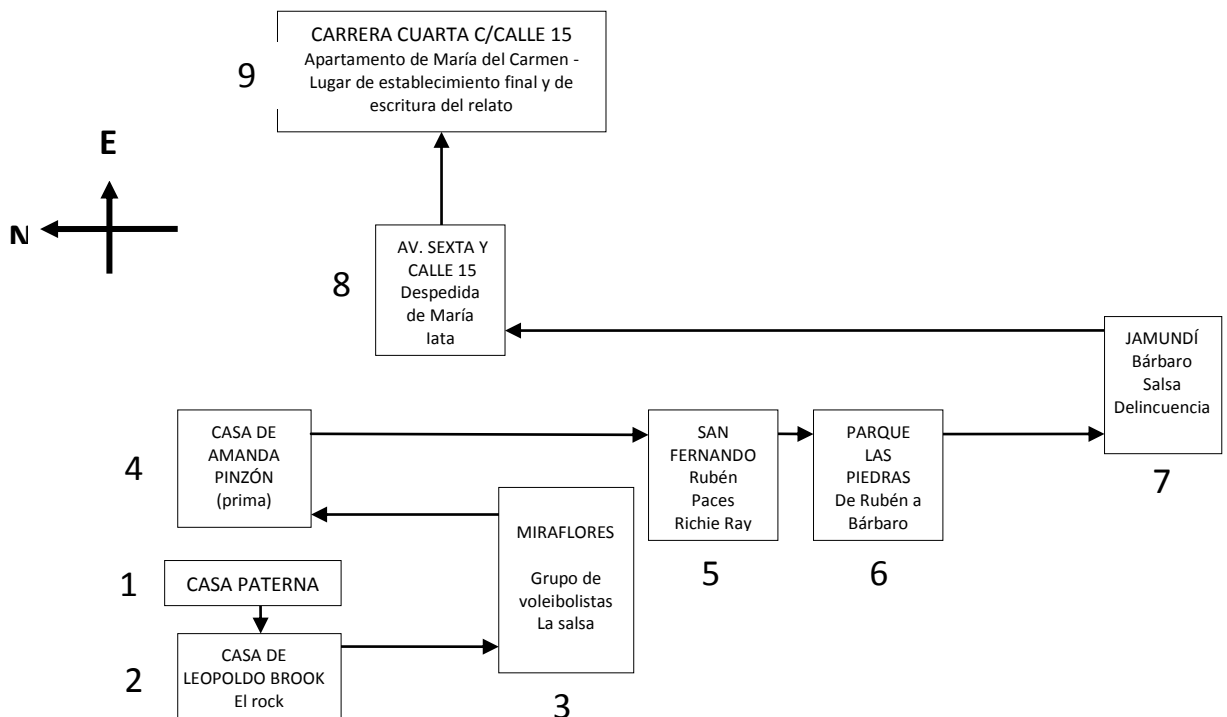 CARRERA CUARTA C/CALLE 15
Apartamento de María del Carmen -
Lugar de establecimiento final y de
escritura del relato
9
E
N
AV. SEXTA Y
CALLE 15
Despedida
de María
Iata
8
JAMUNDÍ
Bárbaro
Salsa
Delincuencia
7
CASA DE
AMANDA
PINZÓN
(prima)
4
SAN
FERNANDO
Rubén
Paces
Richie Ray
5
PARQUE
LAS
PIEDRAS
De Rubén a
Bárbaro
6
MIRAFLORES
Grupo de
voleibolistas
La salsa
3
1
CASA PATERNA
2
CASA DE
LEOPOLDO BROOK
El rock